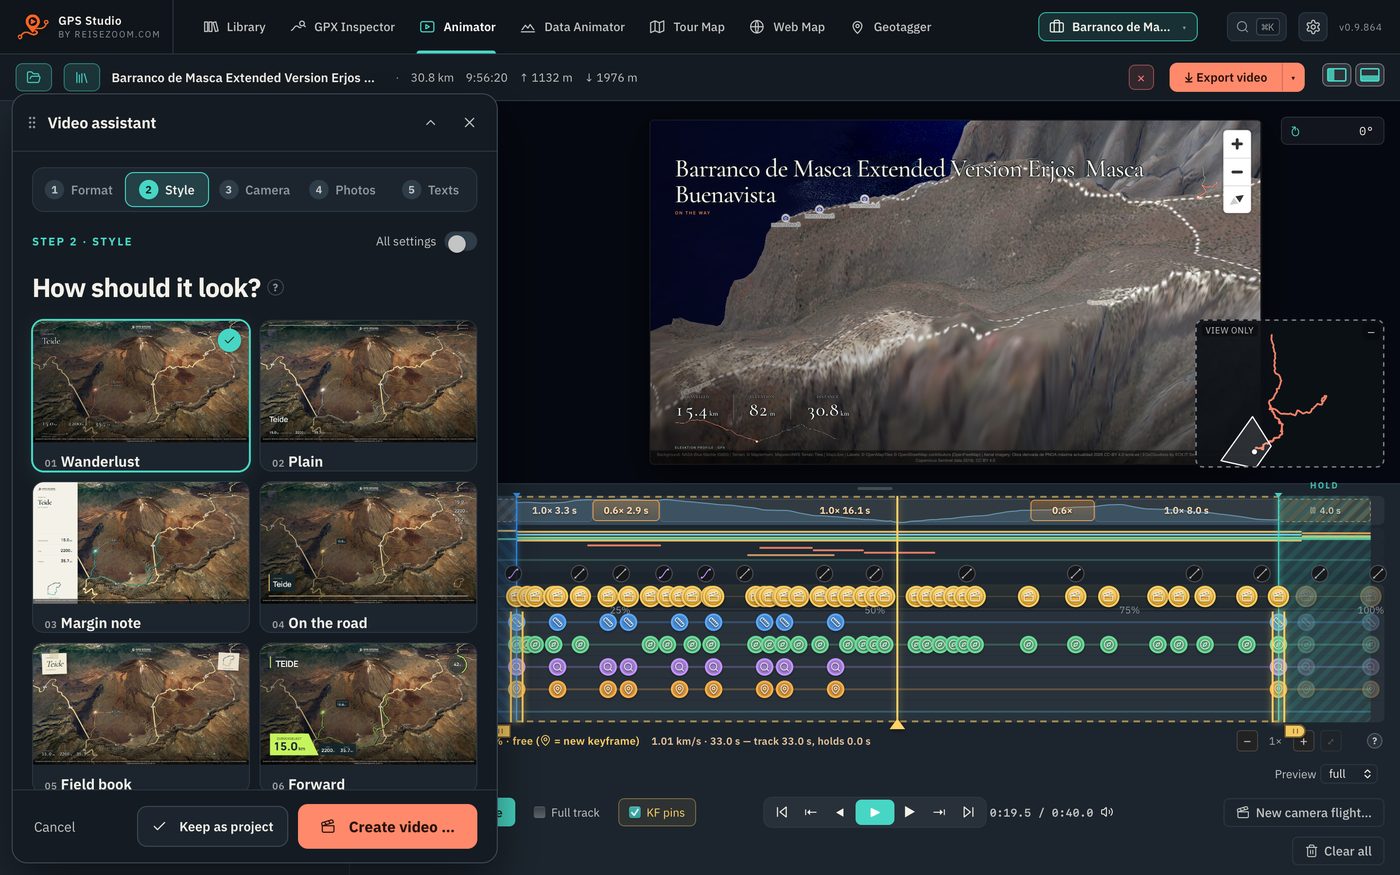 GPS Studio
BY REISEZOOM.COM
Library
GPX Inspector
Animator
Data Animator
Tour Map
Web Map
Geotagger
Barranco de Ma...
⌘K
v0.9.864
Barranco de Masca Extended Version Erjos ...
· 30.8 km 9:56:20 ↑ 1132 m ↓ 1976 m
Export video
Video assistant
1 Format
2 Style
3 Camera
4 Photos
5 Texts
STEP 2 · STYLE
All settings
How should it look?
?
Teide
01 Wanderlust
Teide
02 Plain
Teide
03 Margin note
Teide
04 On the road
Teide
05 Field book
TEIDE
15.0
06 Forward
Cancel
Keep as project
Create video ...
Barranco de Masca Extended Version Erjos Masca
Buenavista
ON THE WAY
15.4 km
82 m
30.8 km
ELEVATION PROFILE · GPX
0°
VIEW ONLY
HOLD
1.0× 3.3 s
0.6× 2.9 s
1.0× 16.1 s
0.6×
1.0× 8.0 s
4.0 s
25%
50%
75%
100%
% · free ( = new keyframe) 1.01 km/s · 33.0 s — track 33.0 s, holds 0.0 s
1×
?
Preview full
Full track
KF pins
0:19.5 / 0:40.0
New camera flight...
Clear all